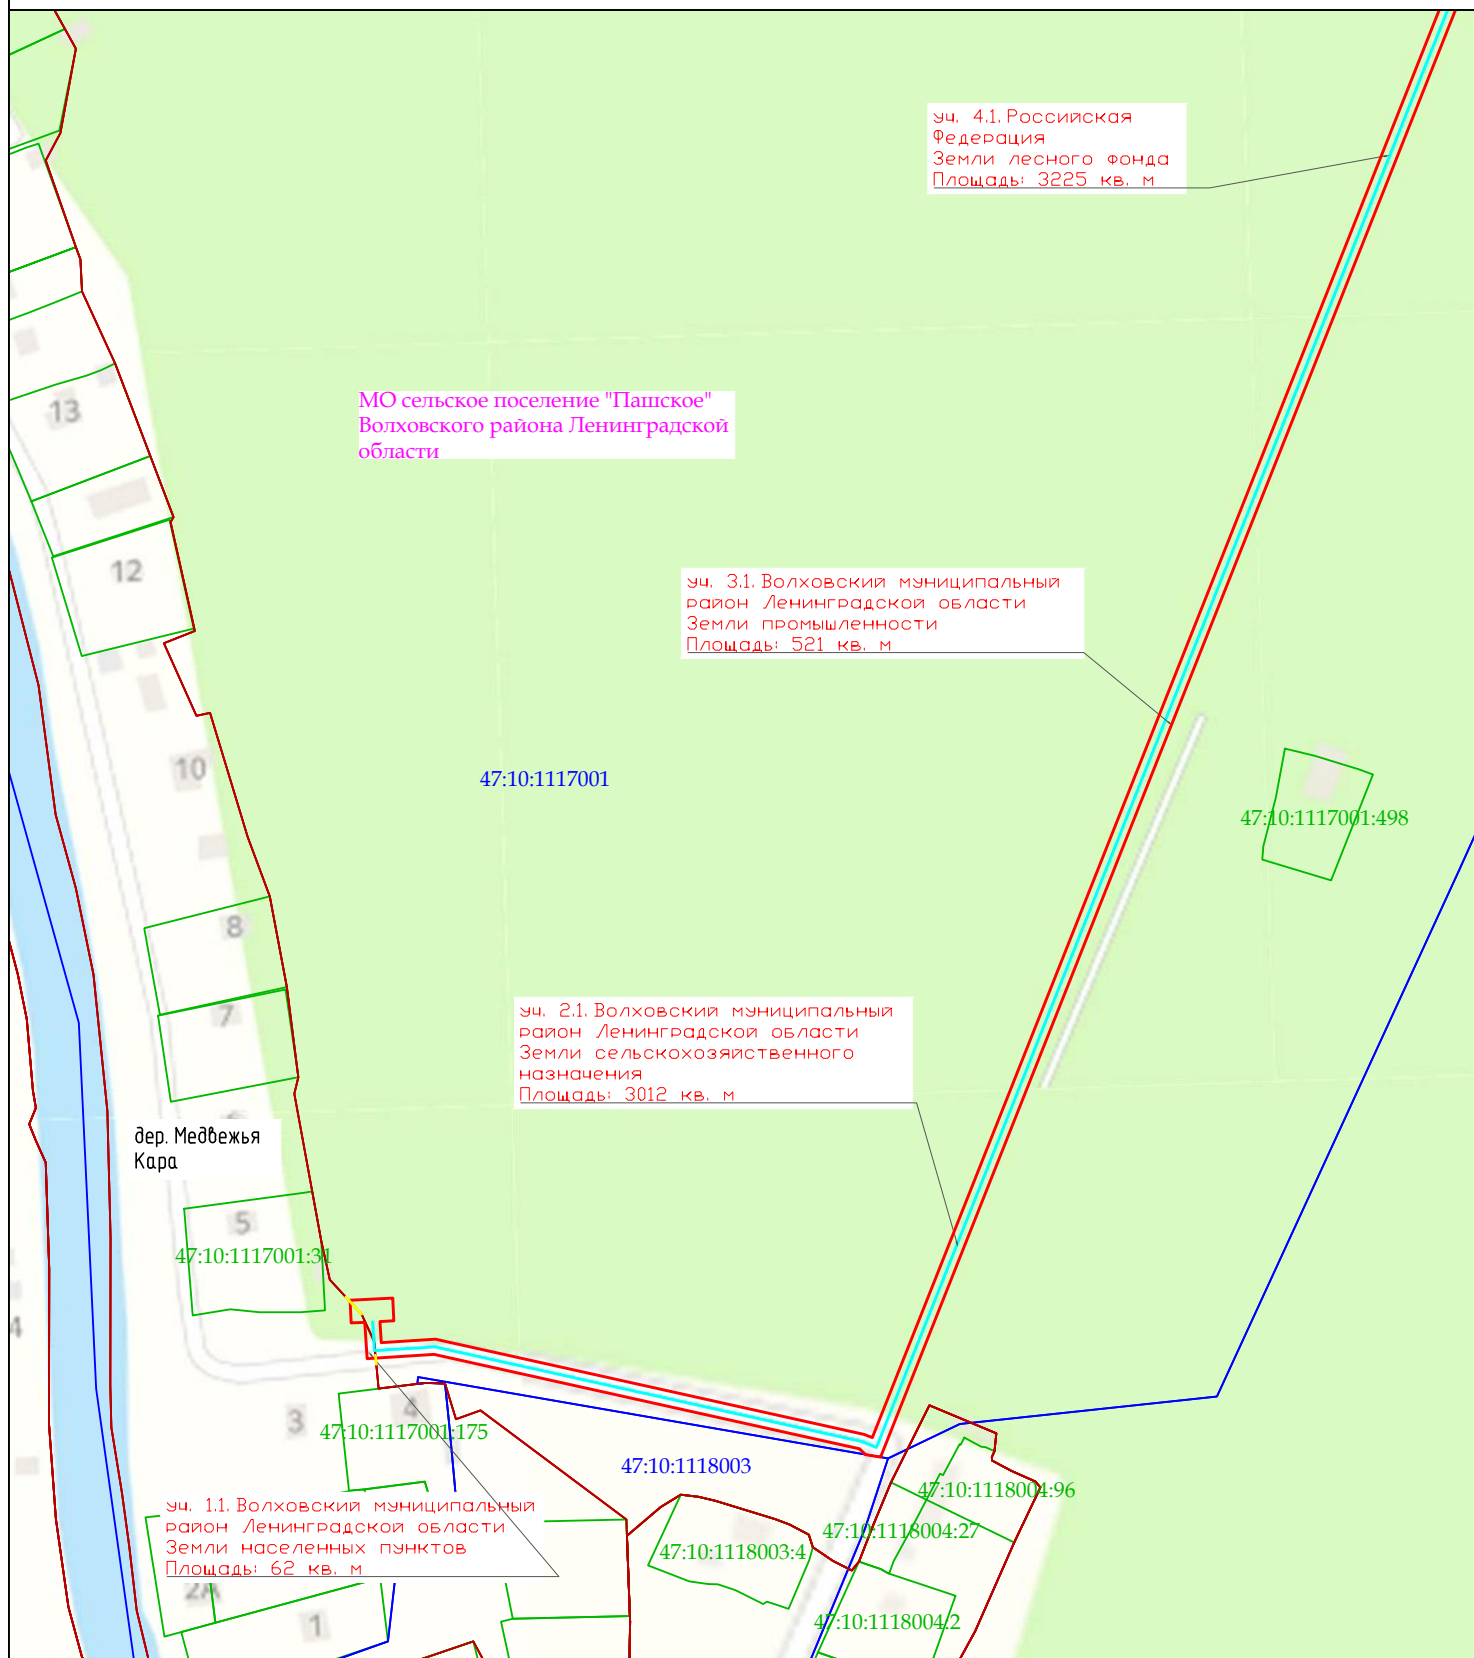 уч. 4.1. Российская
Федерация
Земли лесного фонда
Площадь: 3225 кв. м
МО сельское поселение "Пашское"
Волховского района Ленинградской
области
13
12
уч. 3.1. Волховский муниципальный
район Ленинградской области
Земли промышленности
Площадь: 521 кв. м
10
47:10:1117001
47:10:1117001:498
8
7
уч. 2.1. Волховский муниципальный
район Ленинградской области
Земли сельскохозяйственного
назначения
Площадь: 3012 кв. м
дер. Медвежья
Кара
5
47:10:1117001:31
4
3
4
47:10:1117001:175
47:10:1118003
47:10:1118004:96
уч. 1.1. Волховский муниципальный
район Ленинградской области
Земли населенных пунктов
Площадь: 62 кв. м
47:10:1118004:27
47:10:1118003:4
2А
1
47:10:1118004:2